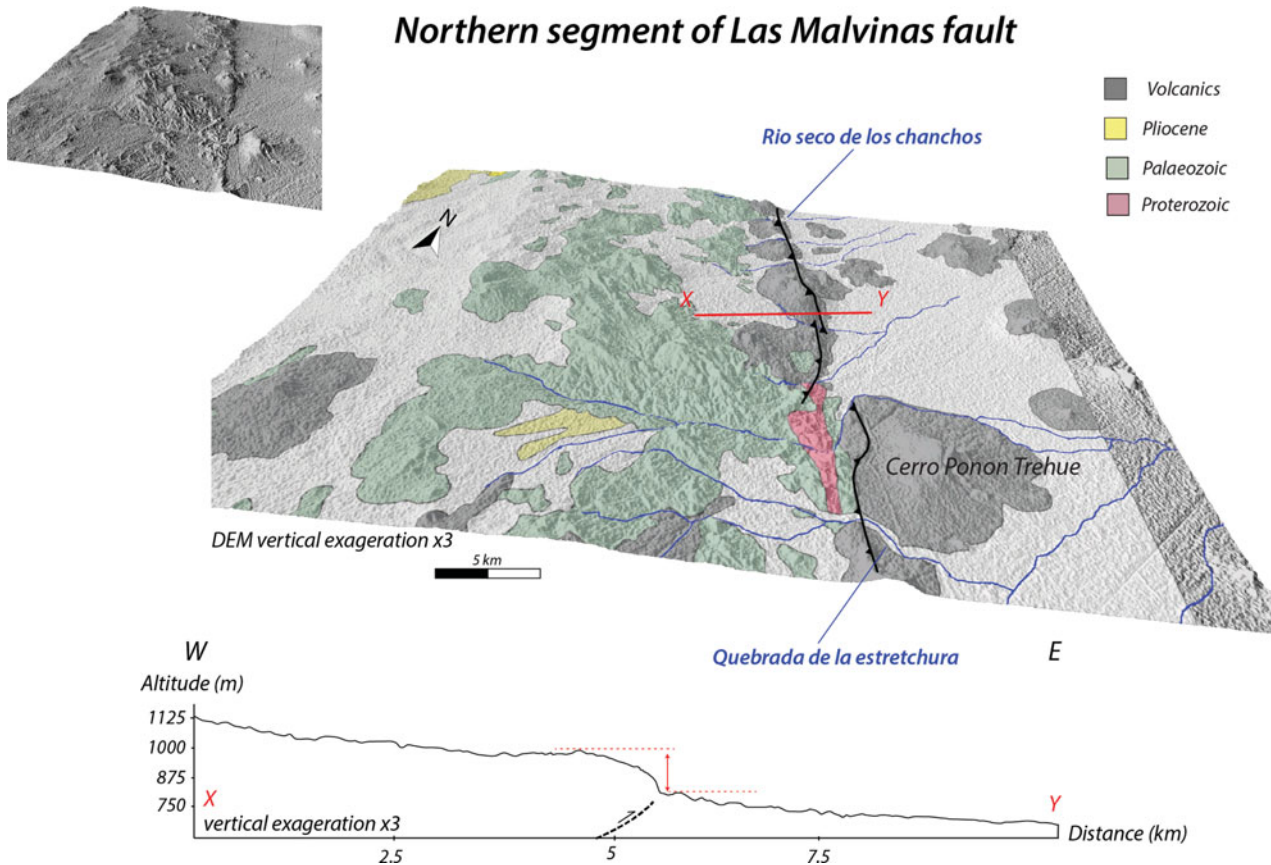 Northern segment of Las Malvinas fault
Volcanics
Pliocene
Palaeozoic
Proterozoic
Rio seco de los chanchos
N
X
Y
Cerro Ponon Trehue
DEM vertical exageration x3
5 km
Quebrada de la estretchura
W
E
Altitude (m)
1125
1000
875
750
X
Y
vertical exageration x3
Distance (km)
2.5
5
7.5